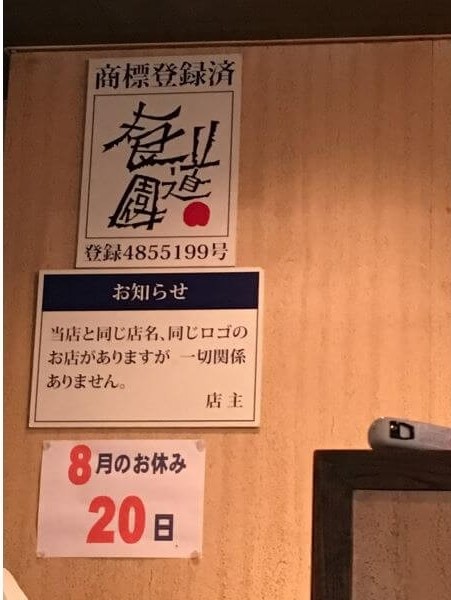 商標登録済
登録4855199号
お知らせ
当店と同じ店名、同じロゴの
お店がありますが 一切関係
ありません。
店主
8月のお休み
20日